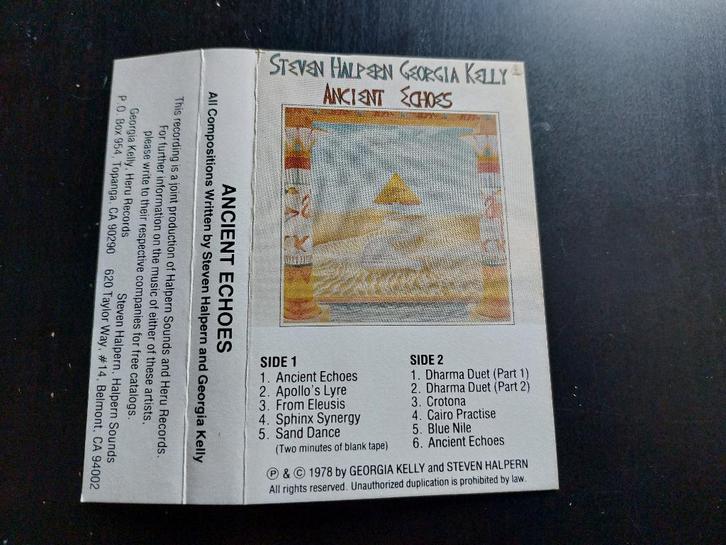 STEVEN HALPERN GEORGIA KELLY
ANCIENT ECHOES
SIDE 1
1. Ancient Echoes
2. Apollo's Lyre
3. From Eleusis
4. Sphinx Synergy
5. Sand Dance
(Two minutes of blank tape)
SIDE 2
1. Dharma Duet (Part 1)
2. Dharma Duet (Part 2)
3. Crotona
4. Cairo Practise
5. Blue Nile
6. Ancient Echoes
Ⓟ & © 1978 by GEORGIA KELLY and STEVEN HALPERN
All rights reserved. Unauthorized duplication is prohibited by law.
ANCIENT ECHOES
All Compositions Written by Steven Halpern and Georgia Kelly
This recording is a joint production of Halpern Sounds and Heru Records.
For further information on the music of either of these artists,
please write to their respective companies for free catalogs.
Georgia Kelly, Heru Records
P.O. Box 954, Topanga, CA 90290
Steven Halpern, Halpern Sounds
620 Taylor Way, #14, Belmont, CA 94002